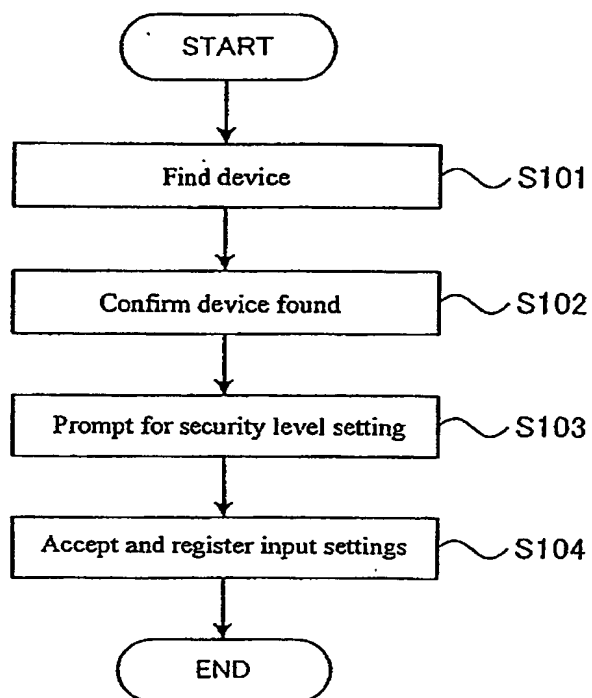 START
Find device
S101
Confirm device found
S102
Prompt for security level setting
S103
Accept and register input settings
S104
END